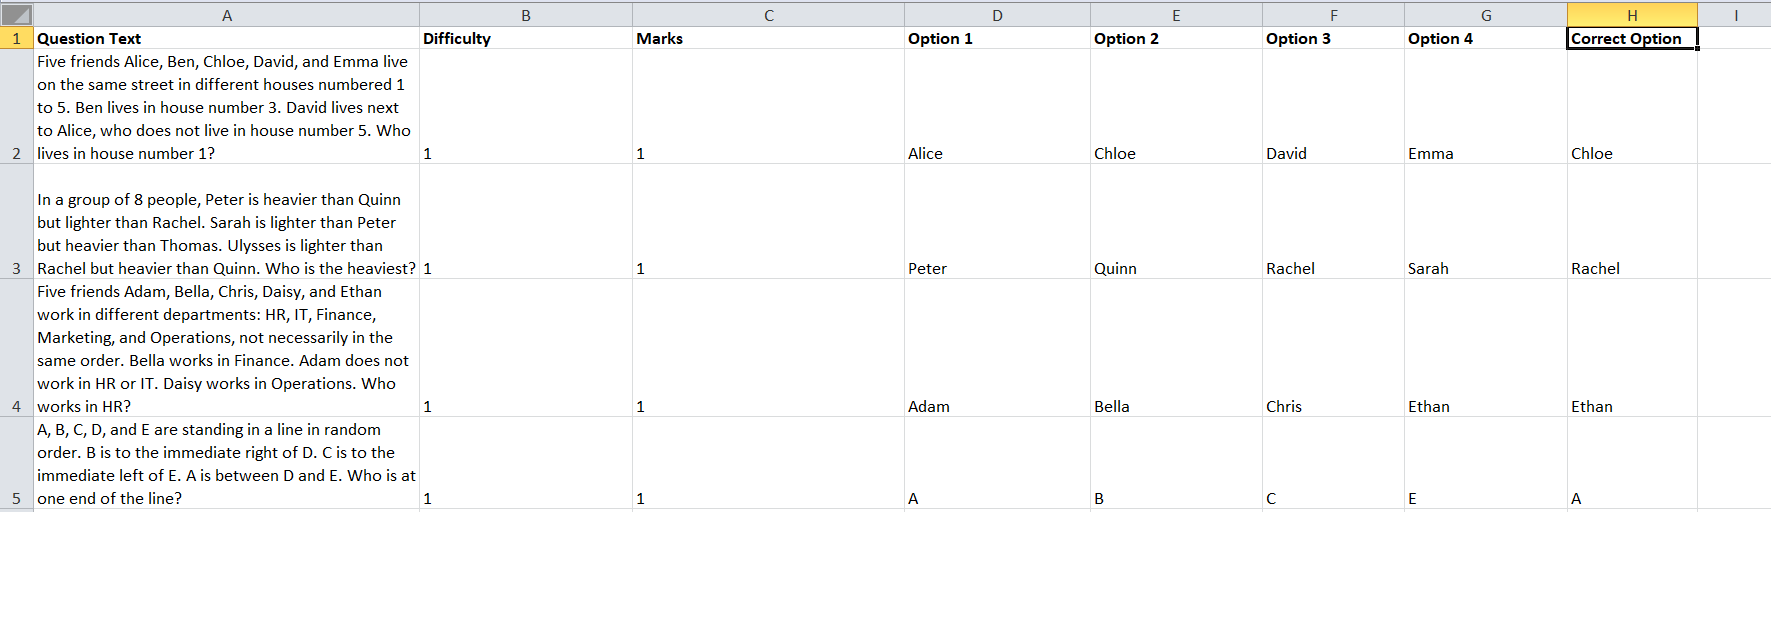 A B C D E F G H I
1 Question Text Difficulty Marks Option 1 Option 2 Option 3 Option 4 Correct Option
Five friends Alice, Ben, Chloe, David, and Emma live
on the same street in different houses numbered 1
to 5. Ben lives in house number 3. David lives next
to Alice, who does not live in house number 5. Who
2 lives in house number 1? 1 1 Alice Chloe David Emma Chloe
In a group of 8 people, Peter is heavier than Quinn
but lighter than Rachel. Sarah is lighter than Peter
but heavier than Thomas. Ulysses is lighter than
3 Rachel but heavier than Quinn. Who is the heaviest? 1 1 Peter Quinn Rachel Sarah Rachel
Five friends Adam, Bella, Chris, Daisy, and Ethan
work in different departments: HR, IT, Finance,
Marketing, and Operations, not necessarily in the
same order. Bella works in Finance. Adam does not
work in HR or IT. Daisy works in Operations. Who
4 works in HR? 1 1 Adam Bella Chris Ethan Ethan
A, B, C, D, and E are standing in a line in random
order. B is to the immediate right of D. C is to the
immediate left of E. A is between D and E. Who is at
5 one end of the line? 1 1 A B C E A